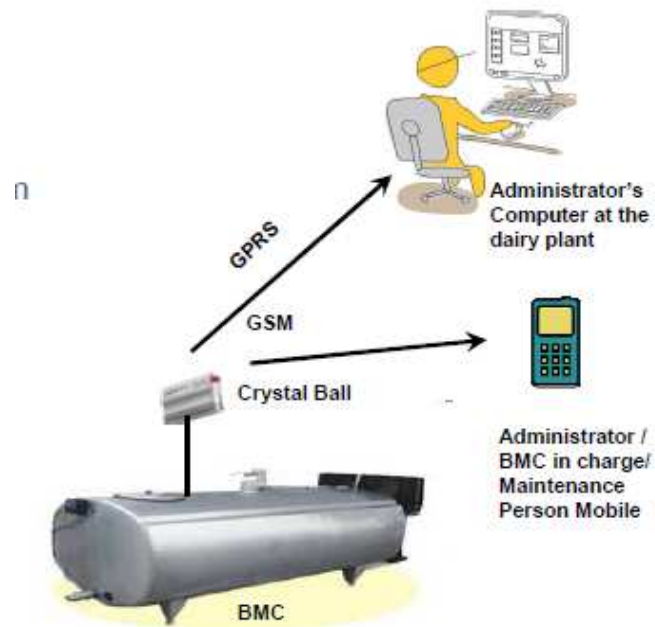 n
Administrator's
Computer at the
dairy plant
GPRS
GSM
Crystal Ball
Administrator /
BMC in charge/
Maintenance
Person Mobile
BMC